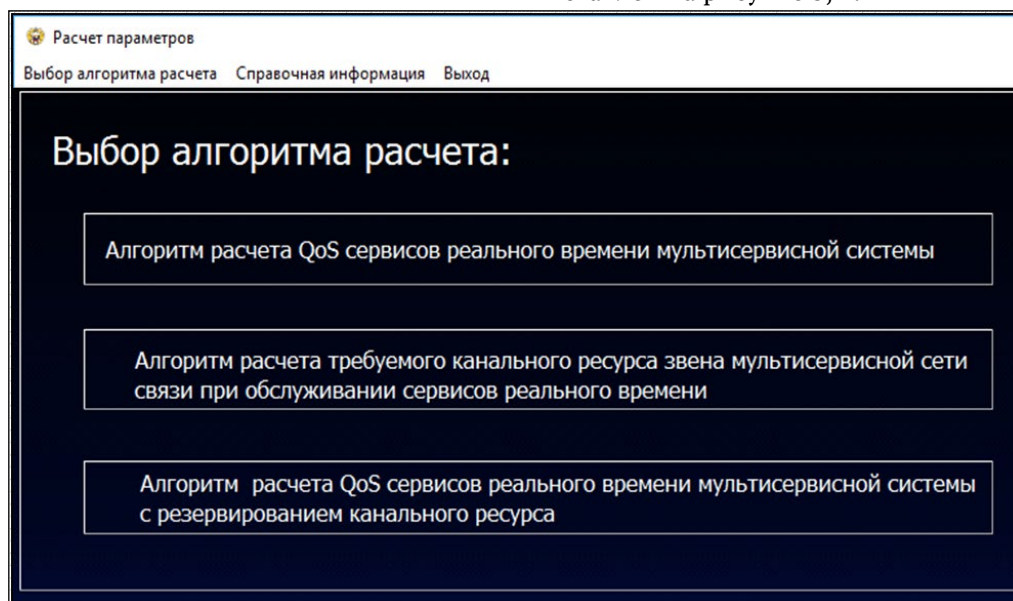 Расчет параметров
Выбор алгоритма расчета Справочная информация Выход
Выбор алгоритма расчета:
Алгоритм расчета QoS сервисов реального времени мультисервисной системы
Алгоритм расчета требуемого канального ресурса звена мультисервисной сети
связи при обслуживании сервисов реального времени
Алгоритм расчета QoS сервисов реального времени мультисервисной системы
с резервированием канального ресурса